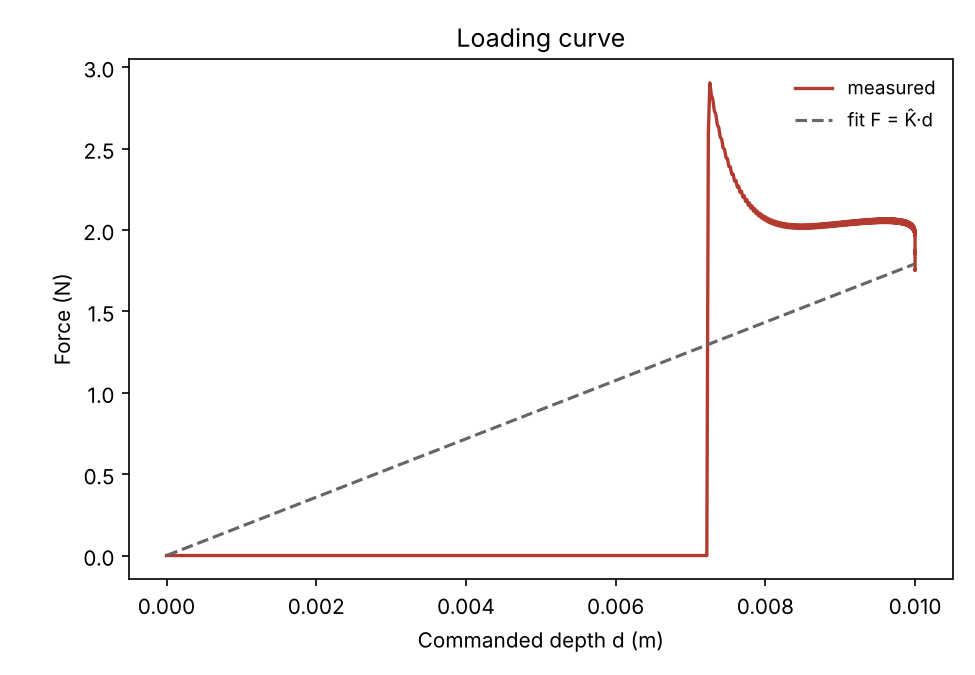 Loading curve
3.0
2.5
2.0
1.5
1.0
0.5
0.0
Force (N)
measured
fit F = K̂·d
0.000 0.002 0.004 0.006 0.008 0.010
Commanded depth d (m)